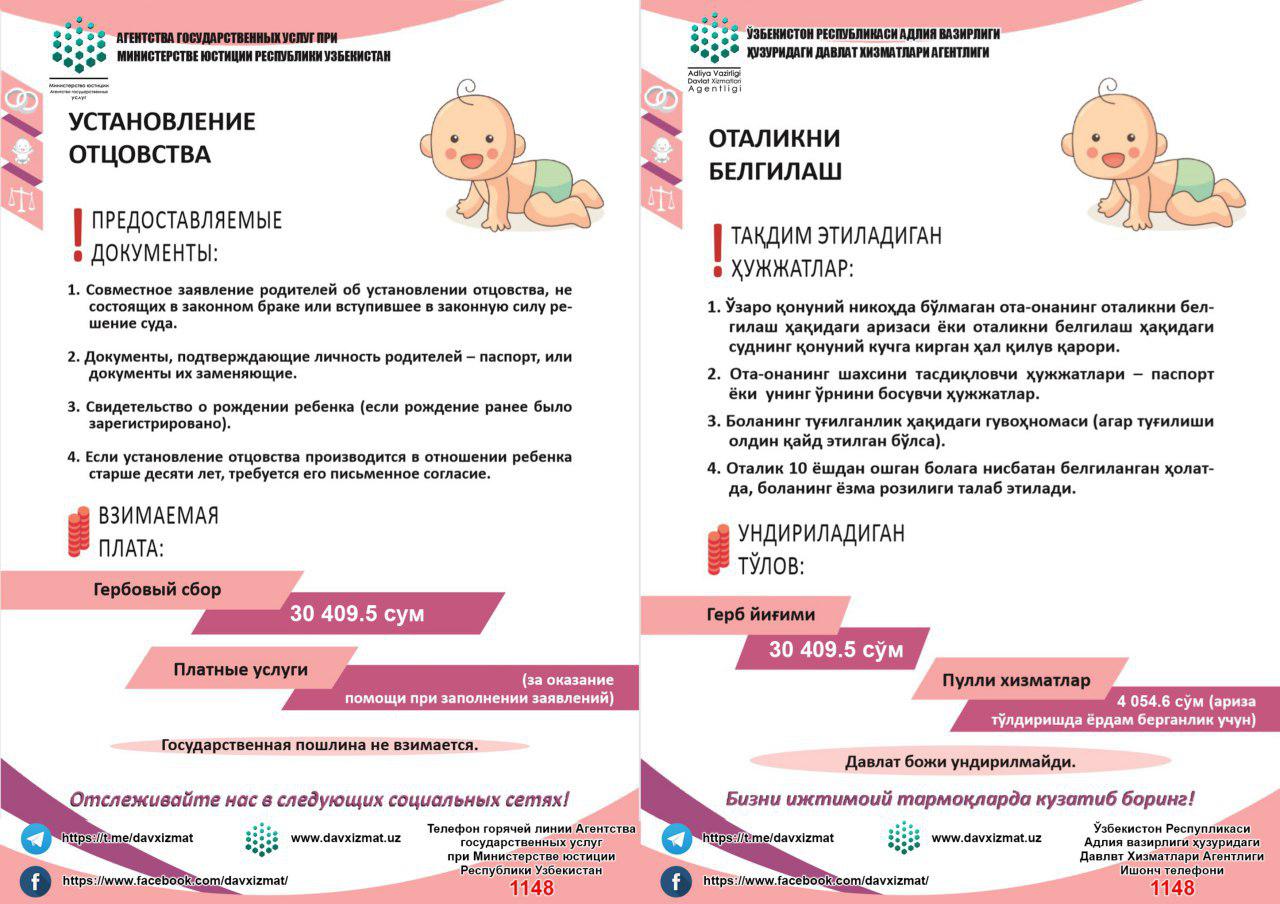 АГЕНТСТВА ГОСУДАРСТВЕННЫХ УСЛУГ ПРИ
МИНИСТЕРСТВЕ ЮСТИЦИИ РЕСПУБЛИКИ УЗБЕКИСТАН
Министерство юстиции
Агентство государственных
услуг
УСТАНОВЛЕНИЕ
ОТЦОВСТВА
! ПРЕДОСТАВЛЯЕМЫЕ
ДОКУМЕНТЫ:
1. Совместное заявление родителей об установлении отцовства, не
состоящих в законном браке или вступившее в законную силу ре-
шение суда.
2. Документы, подтверждающие личность родителей – паспорт, или
документы их заменяющие.
3. Свидетельство о рождении ребенка (если рождение ранее было
зарегистрировано).
4. Если установление отцовства производится в отношении ребенка
старше десяти лет, требуется его письменное согласие.
ВЗИМАЕМАЯ
ПЛАТА:
Гербовый сбор
30 409.5 сум
Платные услуги
(за оказание
помощи при заполнении заявлений)
Государственная пошлина не взимается.
Отслеживайте нас в следующих социальных сетях!
https://t.me/davxizmat
www.davxizmat.uz
https://www.facebook.com/davxizmat/
Телефон горячей линии Агентства
государственных услуг
при Министерстве юстиции
Республики Узбекистан
1148
ЎЗБЕКИСТОН РЕСПУБЛИКАСИ АДЛИЯ ВАЗИРЛИГИ
ҲУЗУРИДАГИ ДАВЛАТ ХИЗМАТЛАРИ АГЕНТЛИГИ
Adliya Vazirligi
Davlat Xizmatlari
Agentligi
ОТАЛИКНИ
БЕЛГИЛАШ
! ТАҚДИМ ЭТИЛАДИГАН
ҲУЖЖАТЛАР:
1. Ўзаро қонуний никоҳда бўлмаган ота-онанинг оталикни бел-
гилаш ҳақидаги аризаси ёки оталикни белгилаш ҳақидаги
суднинг қонуний кучга кирган ҳал қилув қарори.
2. Ота-онанинг шахсини тасдиқловчи ҳужжатлари – паспорт
ёки унинг ўрнини босувчи ҳужжатлар.
3. Боланинг туғилганлик ҳақидаги гувоҳномаси (агар туғилиши
олдин қайд этилган бўлса).
4. Оталик 10 ёшдан ошган болага нисбатан белгиланган ҳолат-
да, боланинг ёзма розилиги талаб этилади.
УНДИРИЛАДИГАН
ТЎЛОВ:
Герб йиғими
30 409.5 сўм
Пулли хизматлар
4 054.6 сўм (ариза
тўлдиришда ёрдам берганлик учун)
Давлат божи ундирилмайди.
Бизни ижтимоий тармоқларда кузатиб боринг!
https://t.me/davxizmat
www.davxizmat.uz
https://www.facebook.com/davxizmat/
Ўзбекистон Респупликаси
Адлия вазирлиги ҳузуридаги
Давлвт Хизматлари Агентлиги
Ишонч телефони
1148